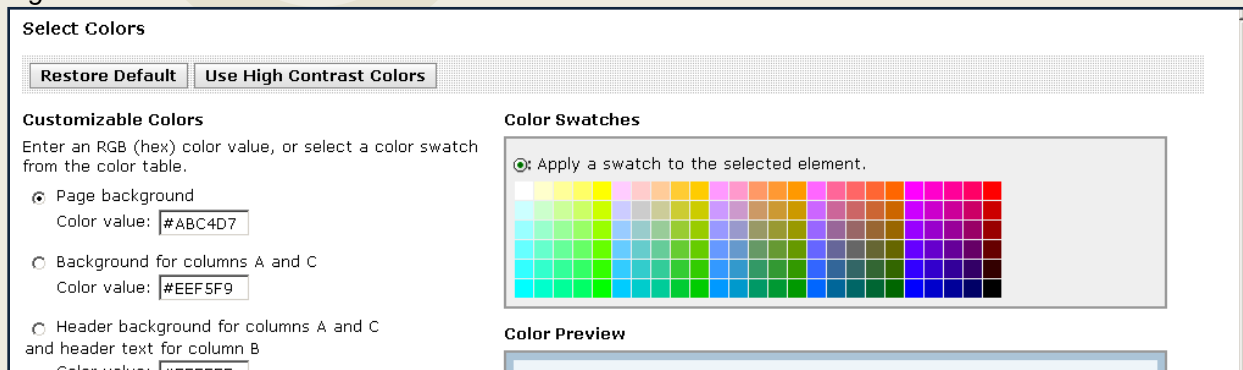 Select Colors
Restore Default Use High Contrast Colors
Customizable Colors
Enter an RGB (hex) color value, or select a color swatch
from the color table.
Page background
Color value: #ABC4D7
Background for columns A and C
Color value: #EEF5F9
Header background for columns A and C
and header text for column B
Color value:
Color Swatches
: Apply a swatch to the selected element.
Color Preview